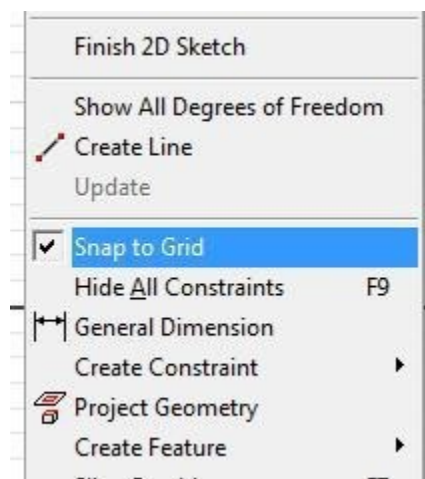 Finish 2D Sketch
Show All Degrees of Freedom
Create Line
Update
Snap to Grid
Hide All Constraints F9
General Dimension
Create Constraint
Project Geometry
Create Feature